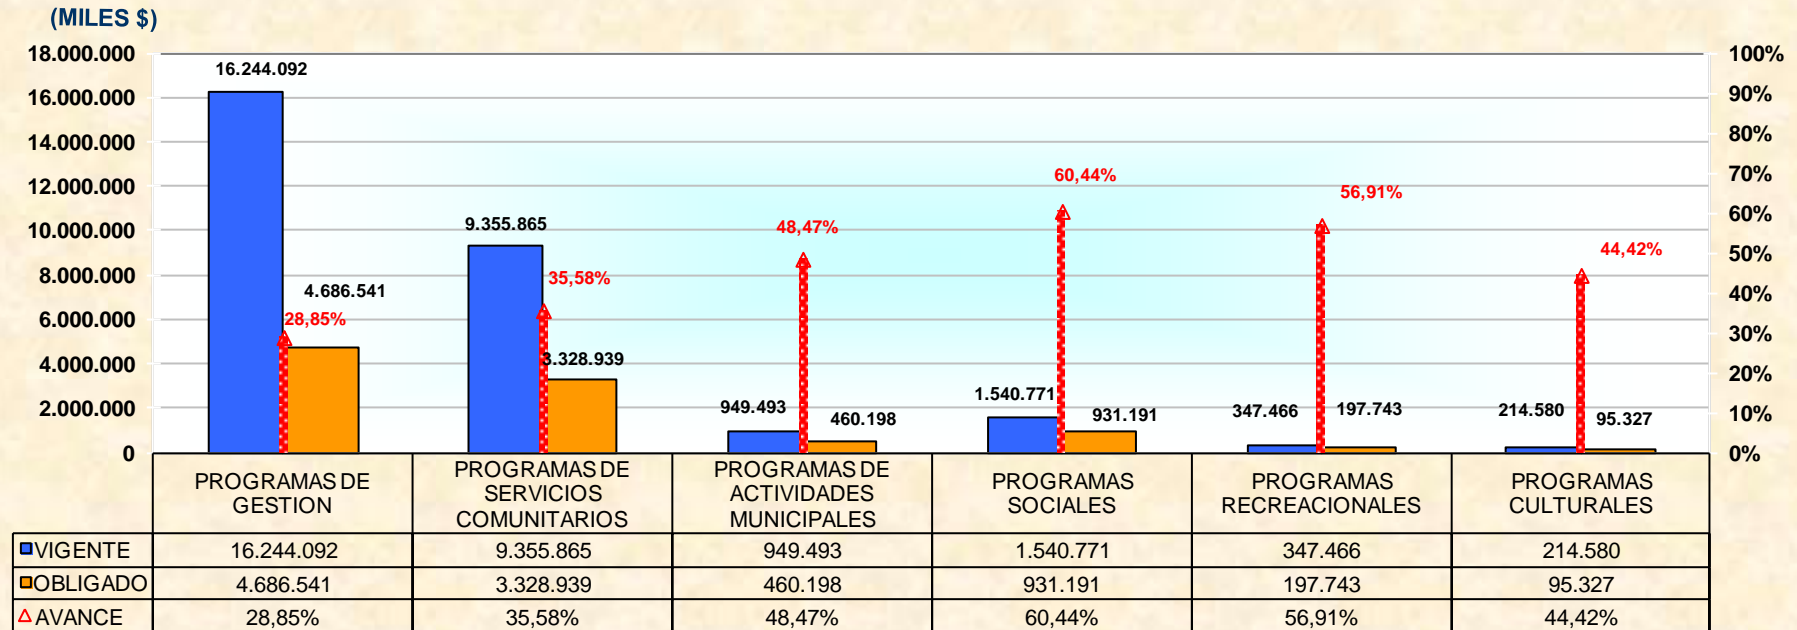 (MILES $)
18.000.000
16.000.000
14.000.000
12.000.000
10.000.000
8.000.000
6.000.000
4.000.000
2.000.000
0
100%
90%
80%
70%
60%
50%
40%
30%
20%
10%
0%
16.244.092
4.686.541
28,85%
9.355.865
3.328.939
35,58%
949.493
460.198
48,47%
1.540.771
931.191
60,44%
347.466
197.743
56,91%
214.580
95.327
44,42%
PROGRAMAS DE
GESTION
PROGRAMAS DE
SERVICIOS
COMUNITARIOS
PROGRAMAS DE
ACTIVIDADES
MUNICIPALES
PROGRAMAS
SOCIALES
PROGRAMAS
RECREACIONALES
PROGRAMAS
CULTURALES
VIGENTE 16.244.092 9.355.865 949.493 1.540.771 347.466 214.580
OBLIGADO 4.686.541 3.328.939 460.198 931.191 197.743 95.327
AVANCE 28,85% 35,58% 48,47% 60,44% 56,91% 44,42%